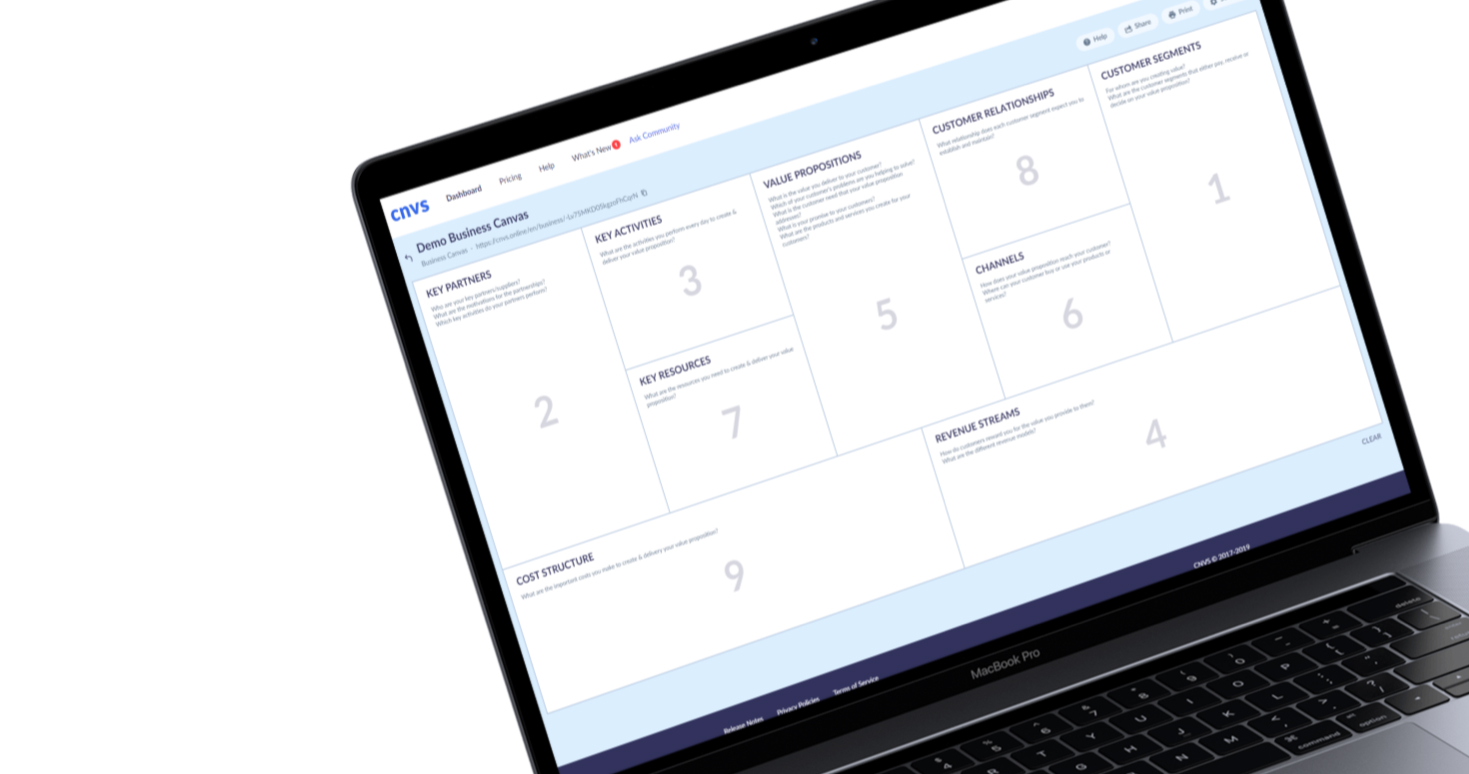 Help
Share
Print
cnvs
Dashboard
Pricing
Help
What's New
Ask Community
Demo Business Canvas
KEY PARTNERS
Who are your key partners/suppliers?
What are the motivations for the partnerships?
Which key activities do your partners perform?
2
KEY ACTIVITIES
What are the activities you perform every day to create &
deliver your value proposition?
3
KEY RESOURCES
What are the resources you need to create & deliver your value
proposition?
7
VALUE PROPOSITIONS
What is the value you deliver to your customer?
Which of your customer's problems are you helping to solve?
What is the customer need that your value proposition
addresses?
What is your promise to your customers?
What are the products and services you create for your
customers?
5
CUSTOMER RELATIONSHIPS
What relationship does each customer segment expect you to
establish and maintain?
8
CHANNELS
How does your value proposition reach your customer?
Where can your customer buy or use your products or
services?
6
CUSTOMER SEGMENTS
For whom are you creating value?
What are the customer segments that either pay, receive or
decide on your value proposition?
1
COST STRUCTURE
What are the important costs you make to create & delivery your value proposition?
9
REVENUE STREAMS
How do customers reward you for the value you provide to them?
What are the different revenue models?
4
CLEAR
Release Notes
Privacy Policies
Terms of Service
CNVS © 2017-2019
MacBook Pro
delete
option
command